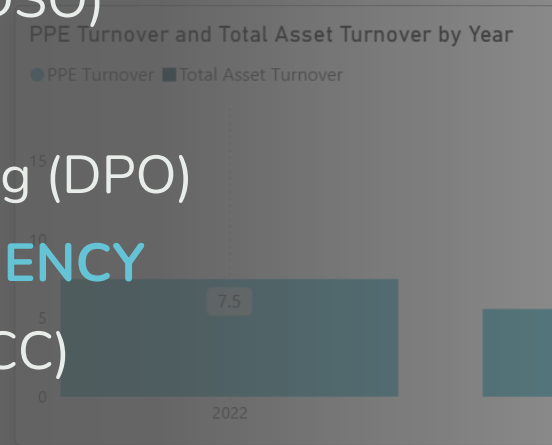 DSO)
PPE Turnover and Total Asset Turnover by Year
PPE Turnover Total Asset Turnover
15
g (DPO)
10
ENCY
7.5
5
CC)
0
2022